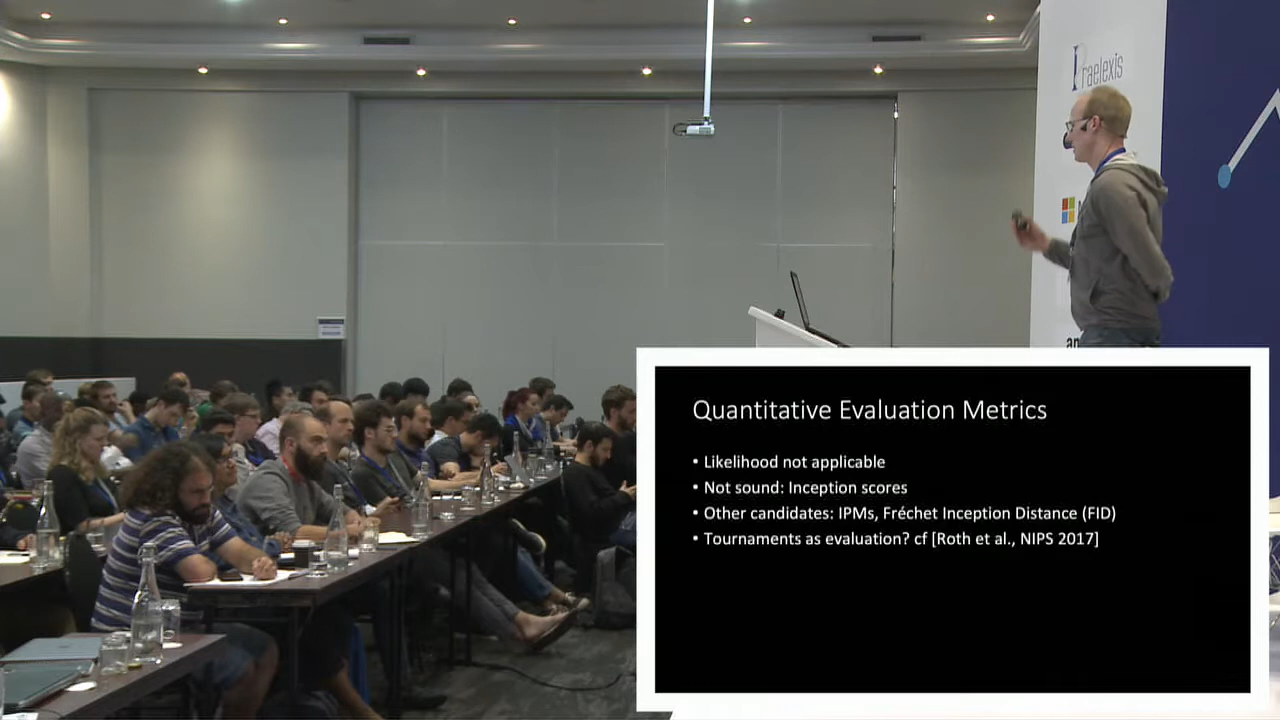 Praelexis
Quantitative Evaluation Metrics
• Likelihood not applicable
• Not sound: Inception scores
• Other candidates: IPMs, Fréchet Inception Distance (FID)
• Tournaments as evaluation? cf [Roth et al., NIPS 2017]